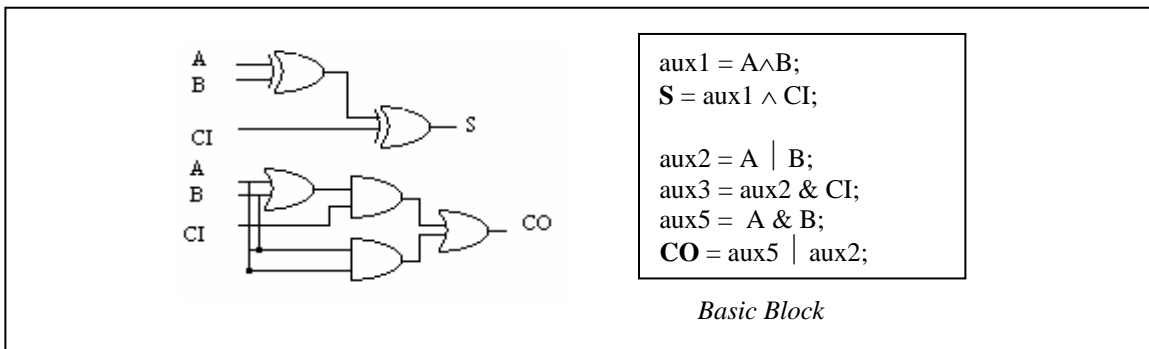 A
B
CI
S
A
B
CI
CO
aux1 = A∧B;
S = aux1 ∧ CI;
aux2 = A | B;
aux3 = aux2 & CI;
aux5 = A & B;
CO = aux5 | aux2;
Basic Block